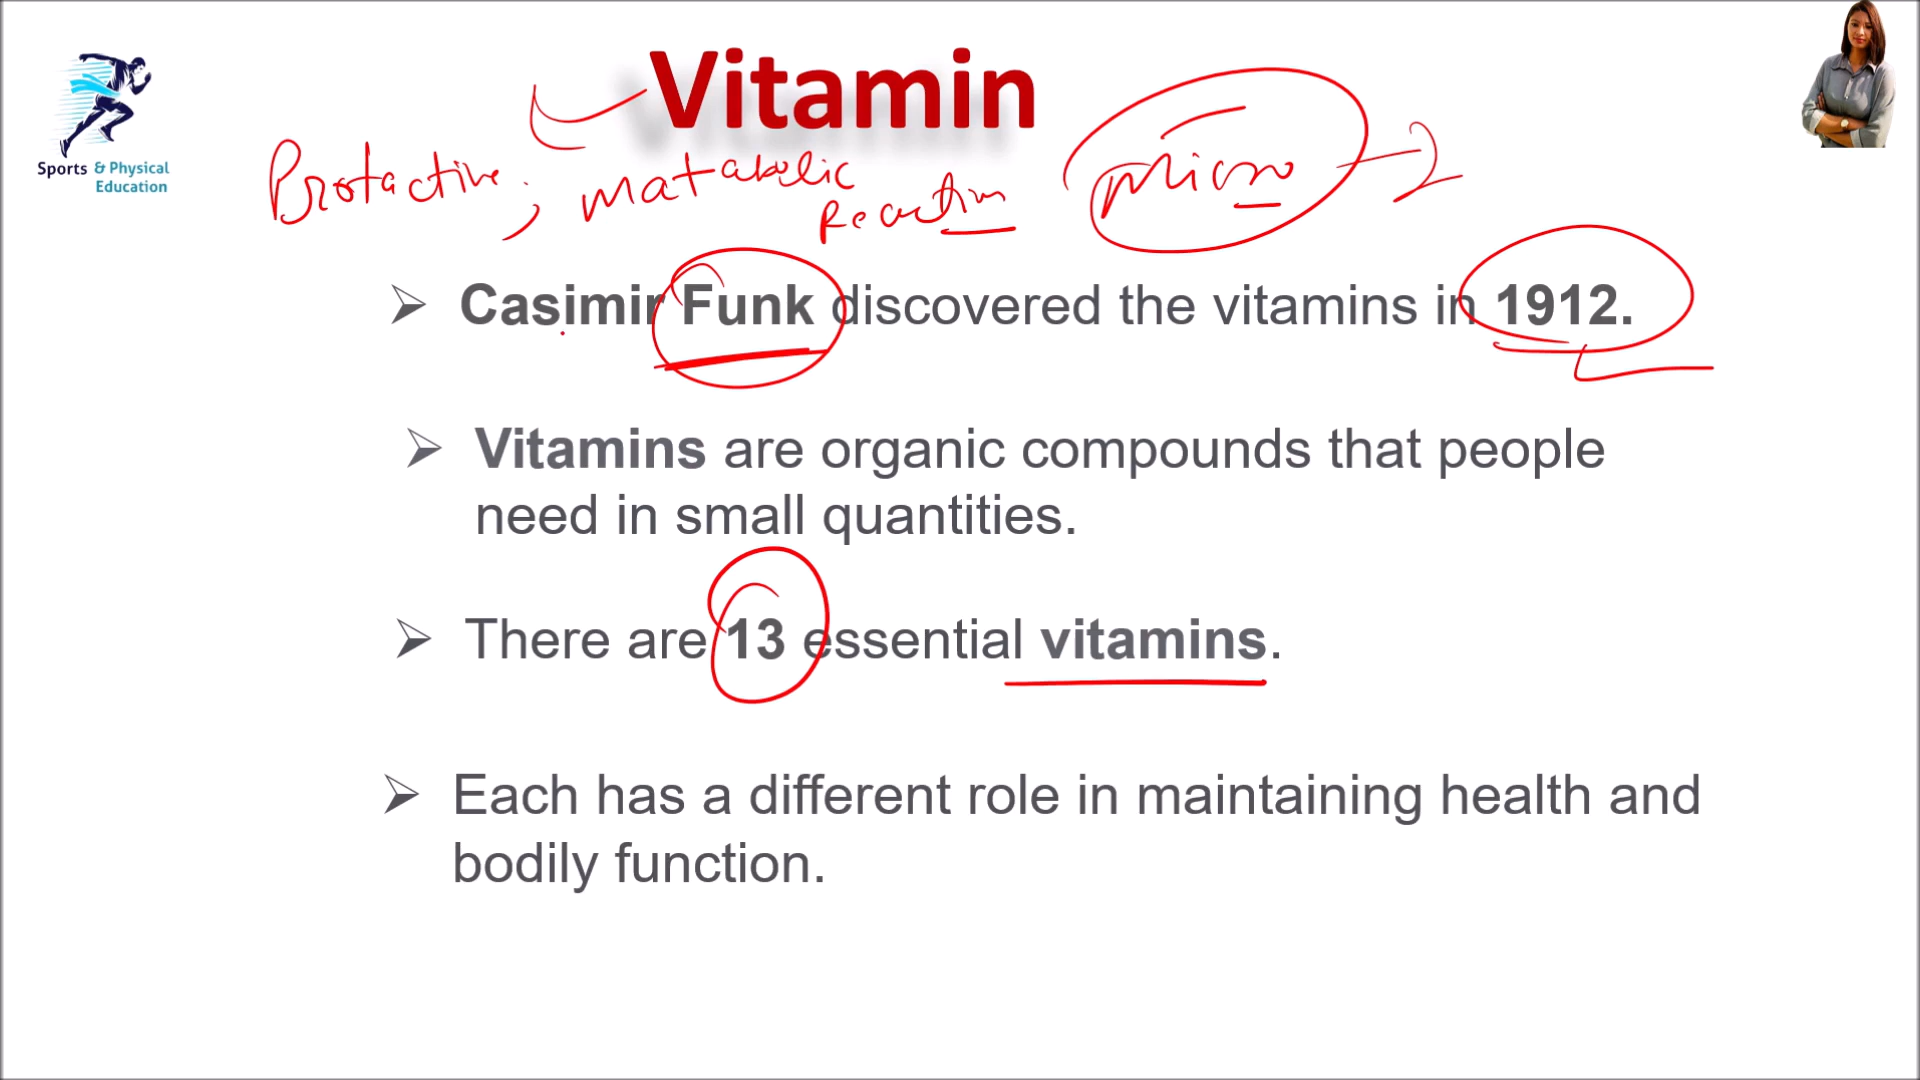 Vitamin
Sports & Physical
Education
Protactive, matabolic
Reaction
micro
2
Casimir Funk discovered the vitamins in 1912.
Vitamins are organic compounds that people
need in small quantities.
There are 13 essential vitamins.
Each has a different role in maintaining health and
bodily function.